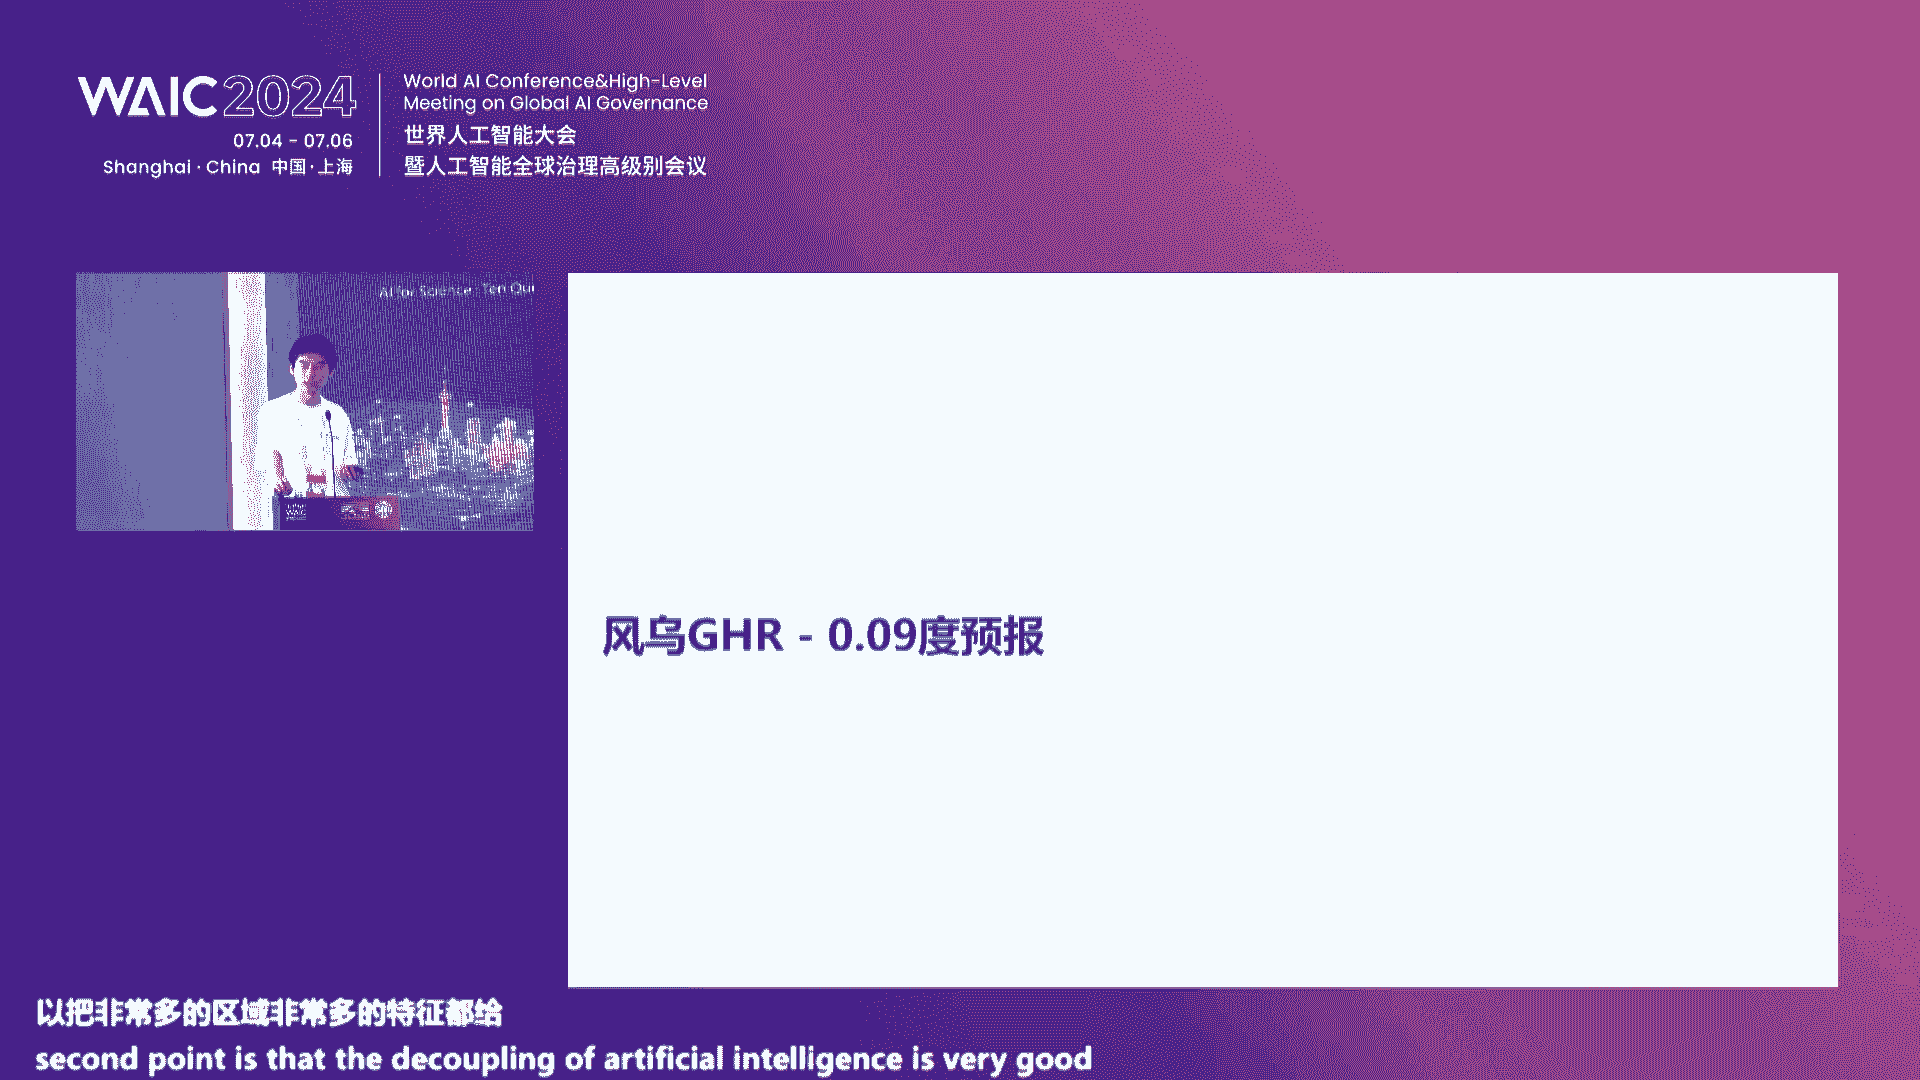 WAIC 2024
07.04 - 07.06
Shanghai · China 中国·上海
World AI Conference&High-Level
Meeting on Global AI Governance
世界人工智能大会
暨人工智能全球治理高级别会议
AI for Science Ten Qu
WAIC
风乌GHR - 0.09度预报
以把非常多的区域非常多的特征都给
second point is that the decoupling of artificial intelligence is very good